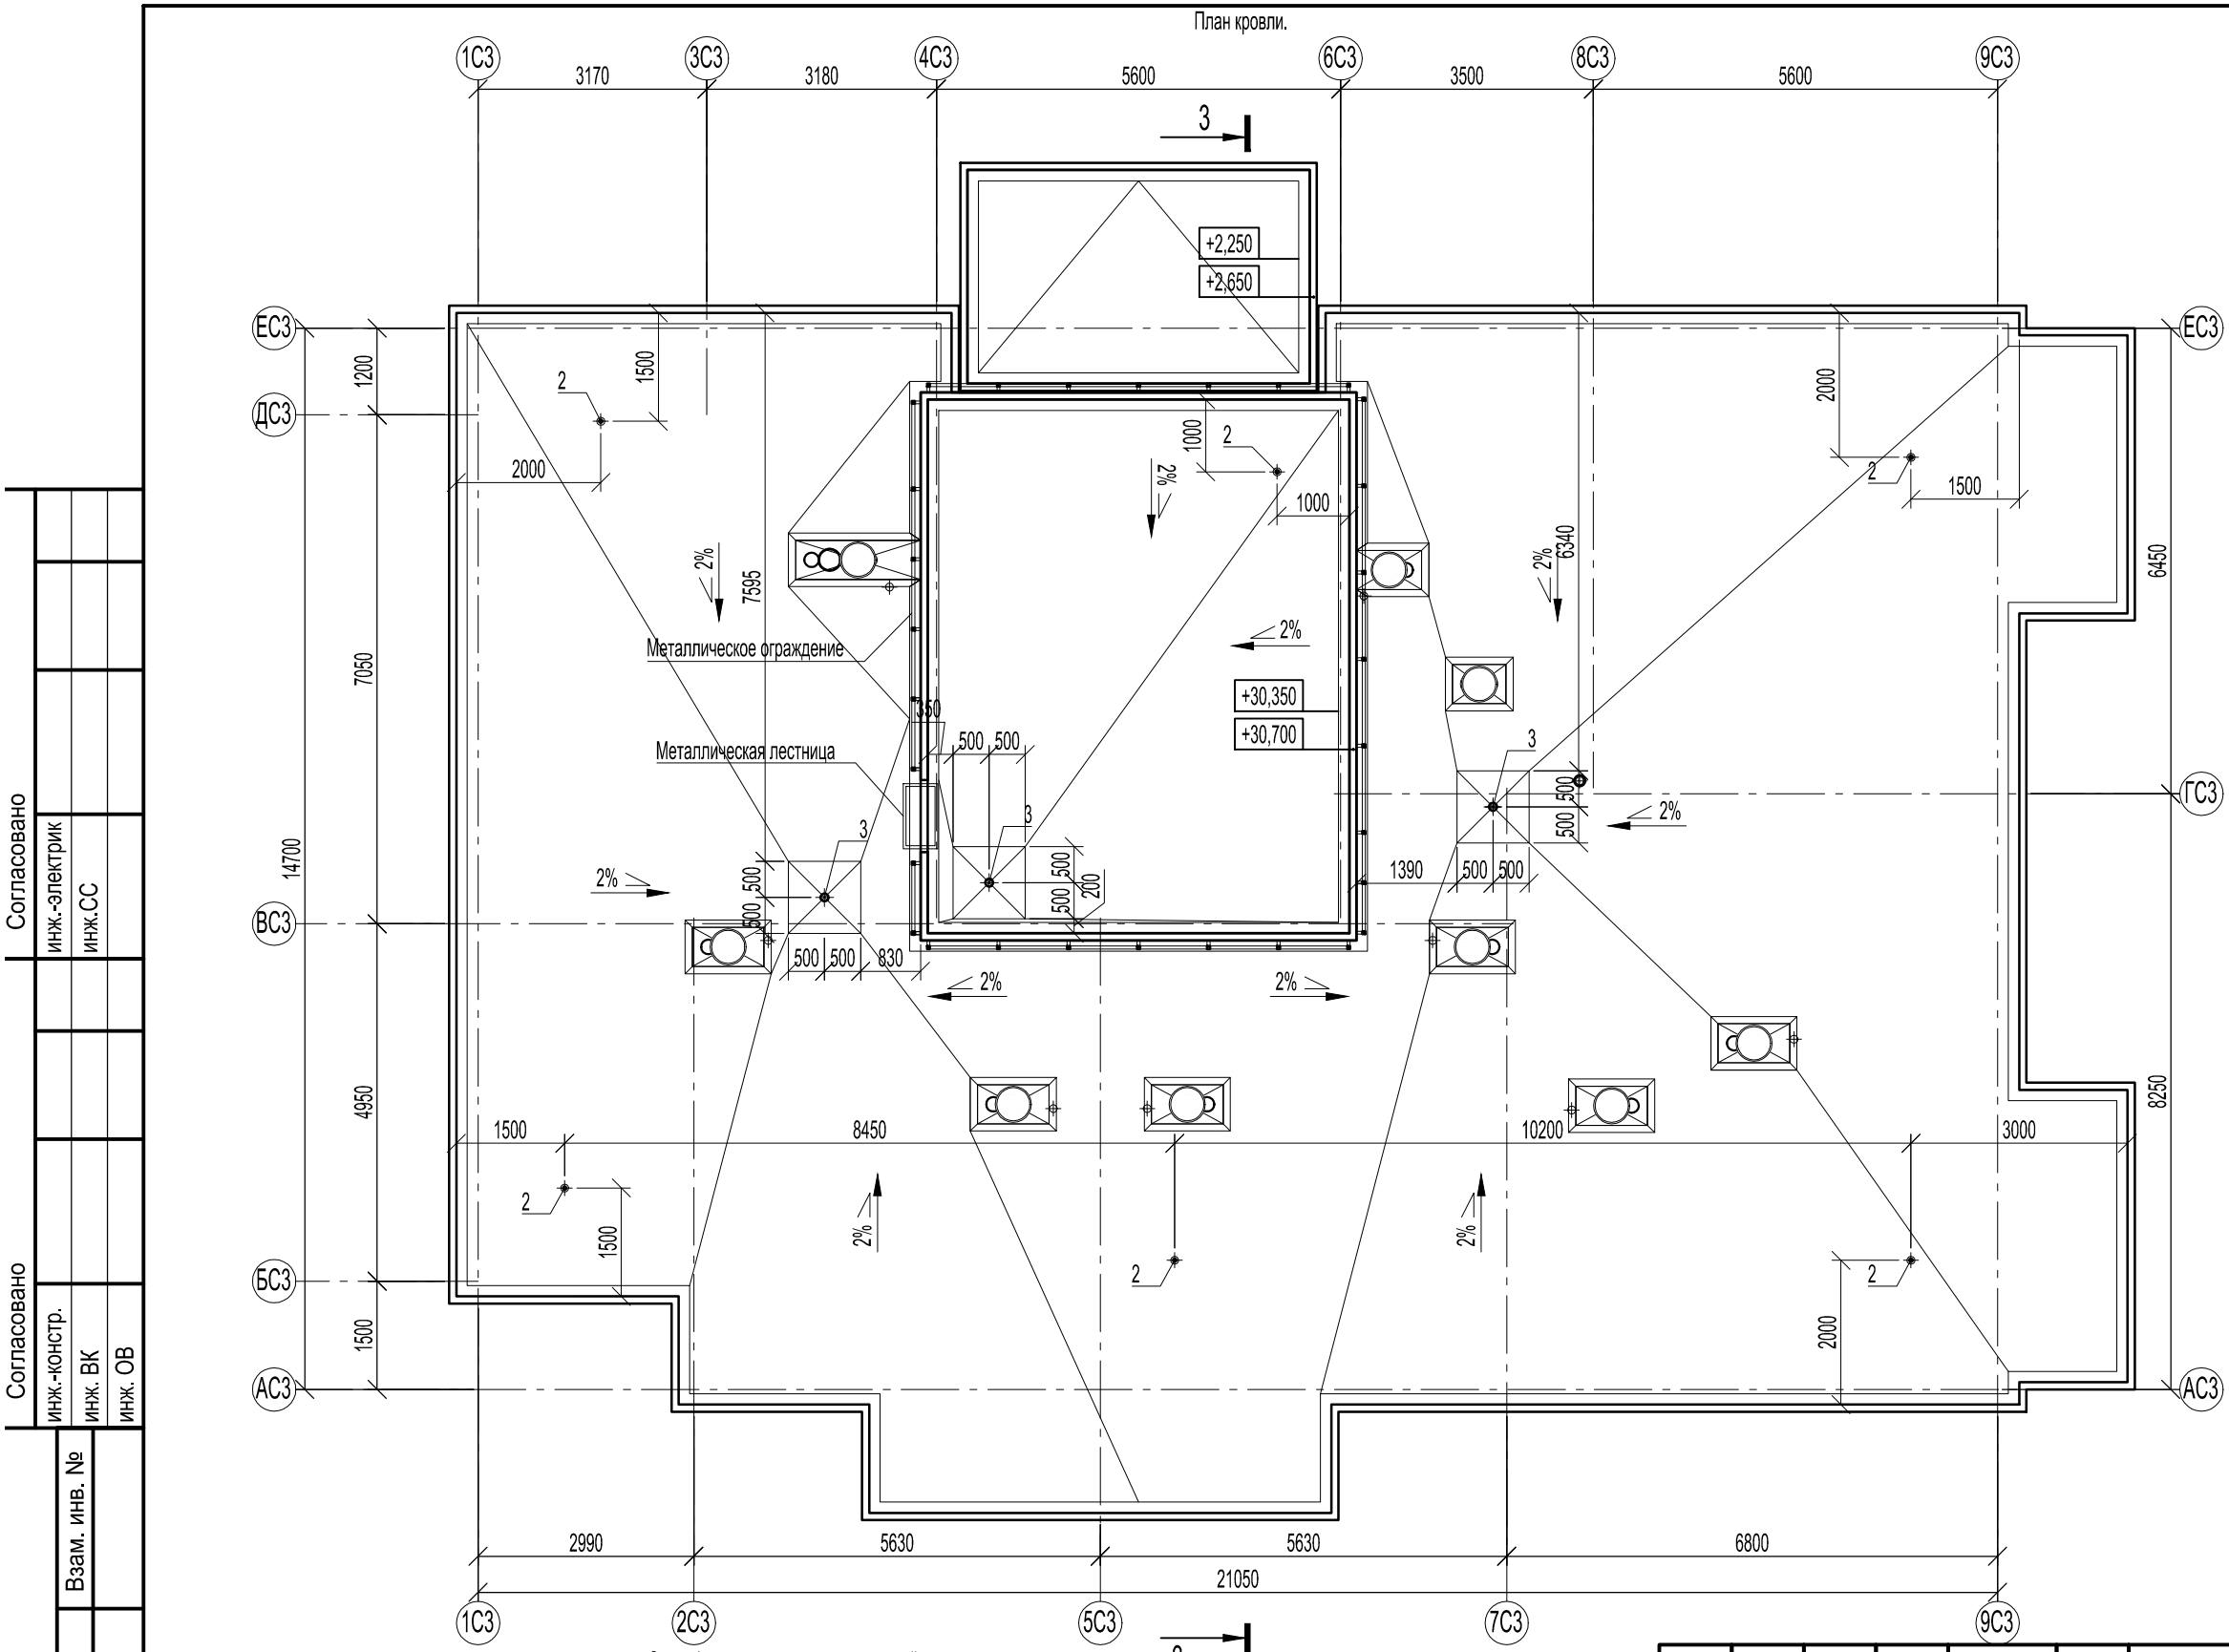 План кровли.
1С3 3С3 4С3 6С3 8С3 9С3
3170 3180 5600 3500 5600
3
+2,250
+2,650
ЕС3 ЕС3
1200 1500 2000
2
ДС3
1000 2
2
2000 2% 1500
1000
2% 7595 2% 6340 6450
2%
Металлическое ограждение
7050
+30,350
350
+30,700
500 500 3
Металлическая лестница
500 ГС3
3 3 2%
500
14700
500 1390 500 500
2% 500 200
500 500
ВС3
500 500 830
2% 2%
4950 8250
1500 8450 10200 3000
2
1500 2% 2%
БС3 2 2
1500 2000
АС3 АС3
2990 5630 5630 6800
21050
1С3 2С3 5С3 7С3 9С3
Согласовано
инж.-электрик
инж.СС
Согласовано
инж.-констр.
инж. ВК
инж. ОВ
Взам. инв. №